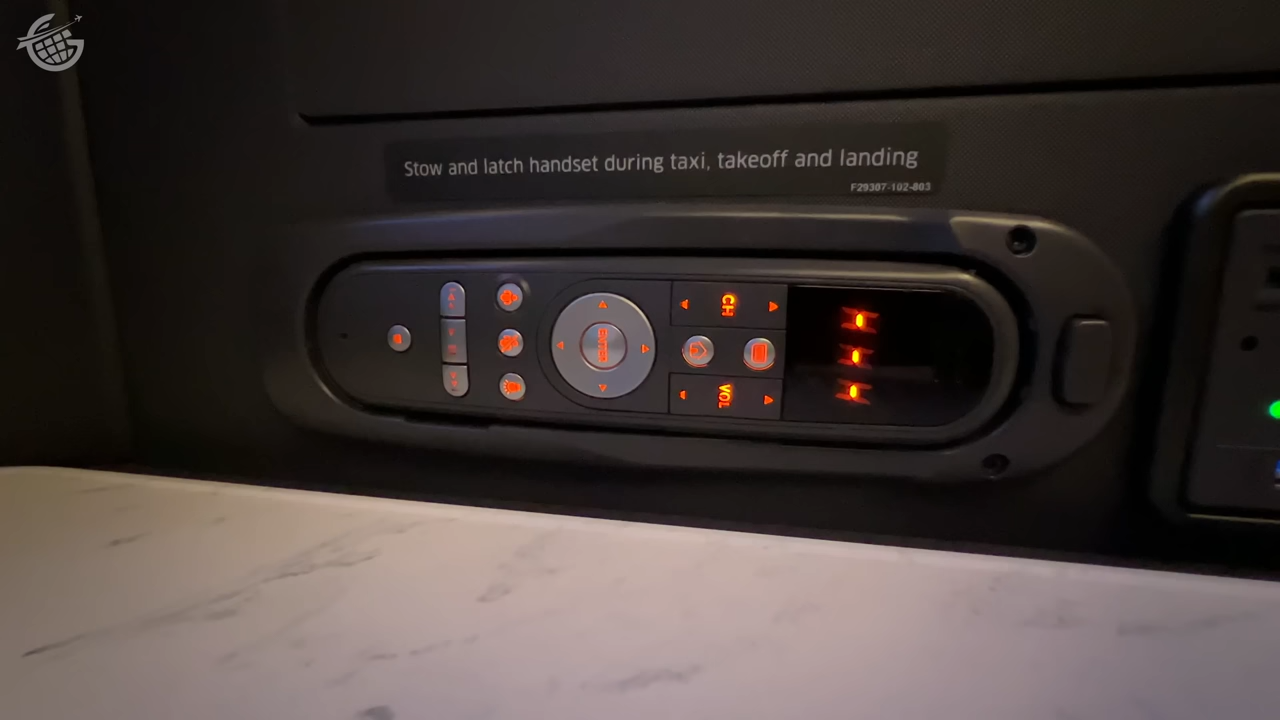 Stow and latch handset during taxi, takeoff and landing
F29307-102-803
CH
VOL